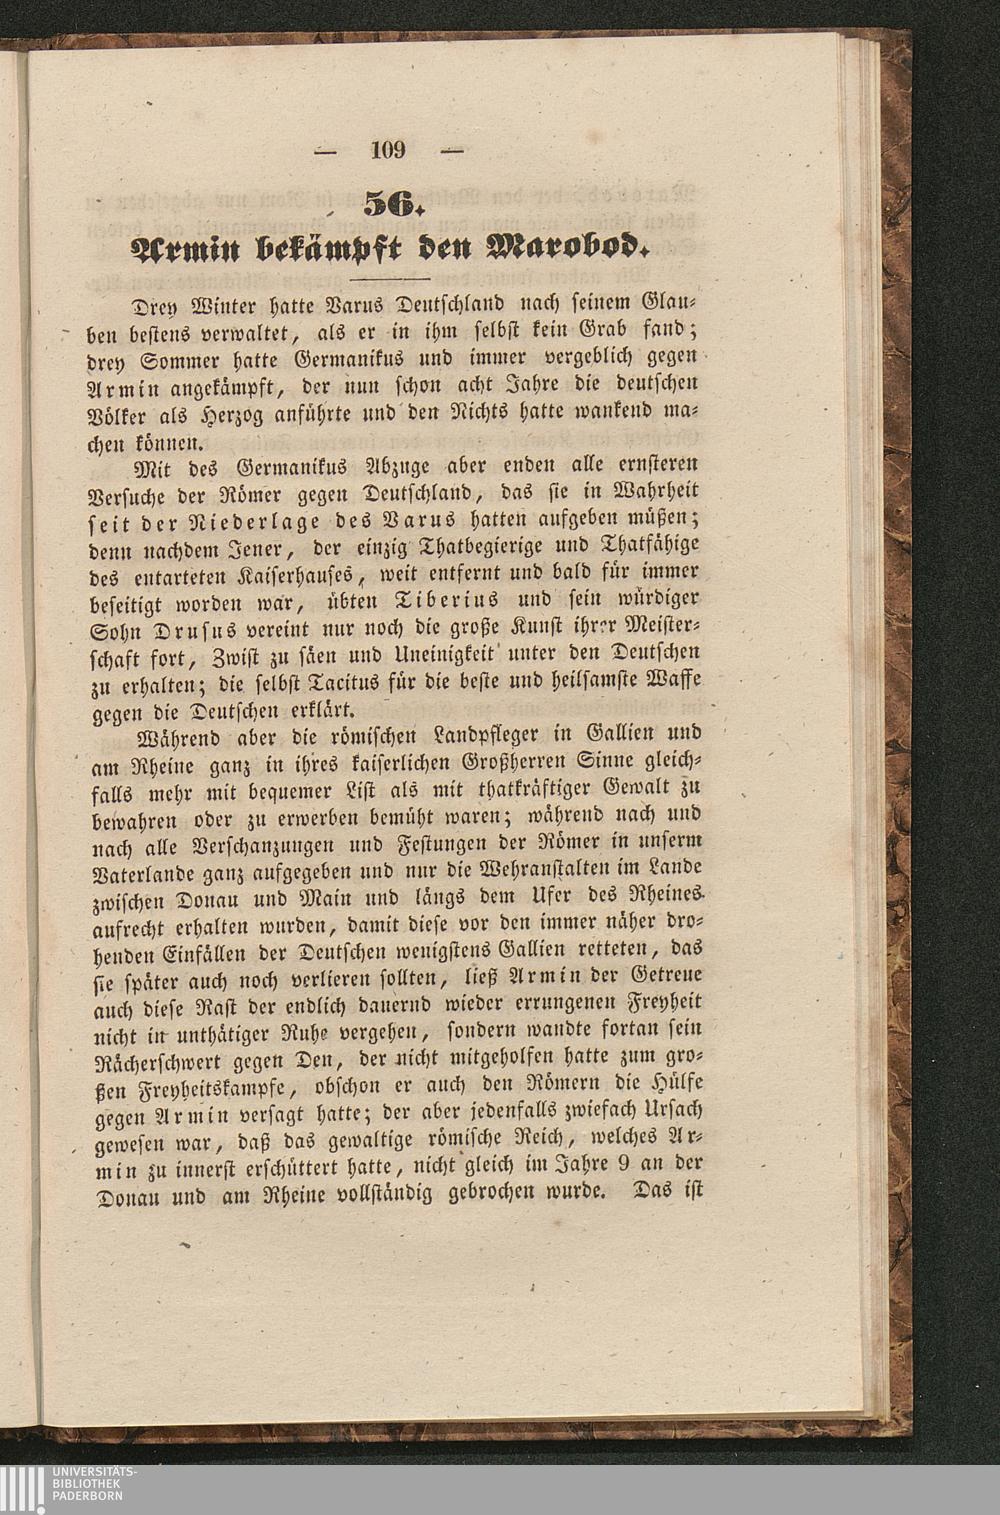 — 109 —
56.
Armin bekämpft den Marobod.
Drey Winter hatte Varus Deutschland nach seinem Glau-
ben bestens verwaltet, als er in ihm selbst kein Grab fand;
drey Sommer hatte Germanikus und immer vergeblich gegen
Armin angekämpft, der nun schon acht Jahre die deutschen
Völker als Herzog anführte und den Nichts hatte wankend ma-
chen können.
Mit des Germanikus Abzuge aber enden alle ernsteren
Versuche der Römer gegen Deutschland, das sie in Wahrheit
seit der Niederlage des Varus hatten aufgeben müßen;
denn nachdem Jener, der einzig Thatbegierige und Thatfähige
des entarteten Kaiserhauses, weit entfernt und bald für immer
beseitigt worden war, übten Tiberius und sein würdiger
Sohn Drusus vereint nur noch die große Kunst ihrer Meister-
schaft fort, Zwist zu säen und Uneinigkeit unter den Deutschen
zu erhalten; die selbst Tacitus für die beste und heilsamste Waffe
gegen die Deutschen erklärt.
Während aber die römischen Landpfleger in Gallien und
am Rheine ganz in ihres kaiserlichen Großherren Sinne gleich-
falls mehr mit bequemer List als mit thatkräftiger Gewalt zu
bewahren oder zu erwerben bemüht waren; während nach und
nach alle Verschanzungen und Festungen der Römer in unserm
Vaterlande ganz aufgegeben und nur die Wehranstalten im Lande
zwischen Donau und Main und längs dem Ufer des Rheines
aufrecht erhalten wurden, damit diese vor den immer näher dro-
henden Einfällen der Deutschen wenigstens Gallien retteten, das
sie später auch noch verlieren sollten, ließ Armin der Getreue
auch diese Rast der endlich dauernd wieder errungenen Freyheit
nicht in unthätiger Ruhe vergehen, sondern wandte fortan sein
Rächerschwert gegen Den, der nicht mitgeholfen hatte zum gro-
ßen Freyheitskampfe, obschon er auch den Römern die Hülfe
gegen Armin versagt hatte; der aber jedenfalls zwiefach Ursach
gewesen war, daß das gewaltige römische Reich, welches Ar-
min zu innerst erschüttert hatte, nicht gleich im Jahre 9 an der
Donau und am Rheine vollständig gebrochen wurde. Das ist
UNIVERSITÄTS-
BIBLIOTHEK
PADERBORN